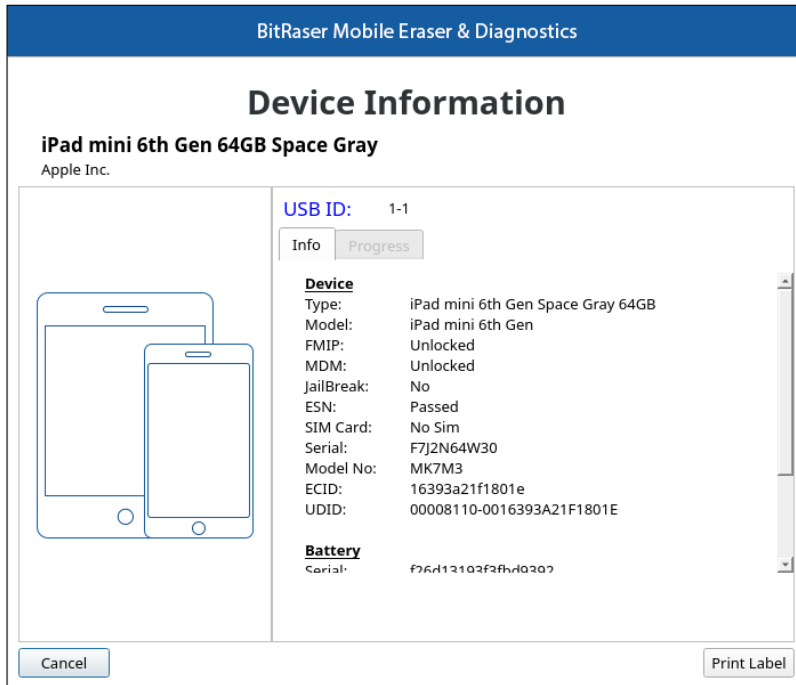 BitRaser Mobile Eraser & Diagnostics
Device Information
iPad mini 6th Gen 64GB Space Gray
Apple Inc.
USB ID: 1-1
Info Progress
Device
Type: iPad mini 6th Gen Space Gray 64GB
Model: iPad mini 6th Gen
FMIP: Unlocked
MDM: Unlocked
JailBreak: No
ESN: Passed
SIM Card: No Sim
Serial: F7J2N64W30
Model No: MK7M3
ECID: 16393a21f1801e
UDID: 00008110-0016393A21F1801E
Battery
Serial: f26d13193f3fbd9392
Cancel Print Label